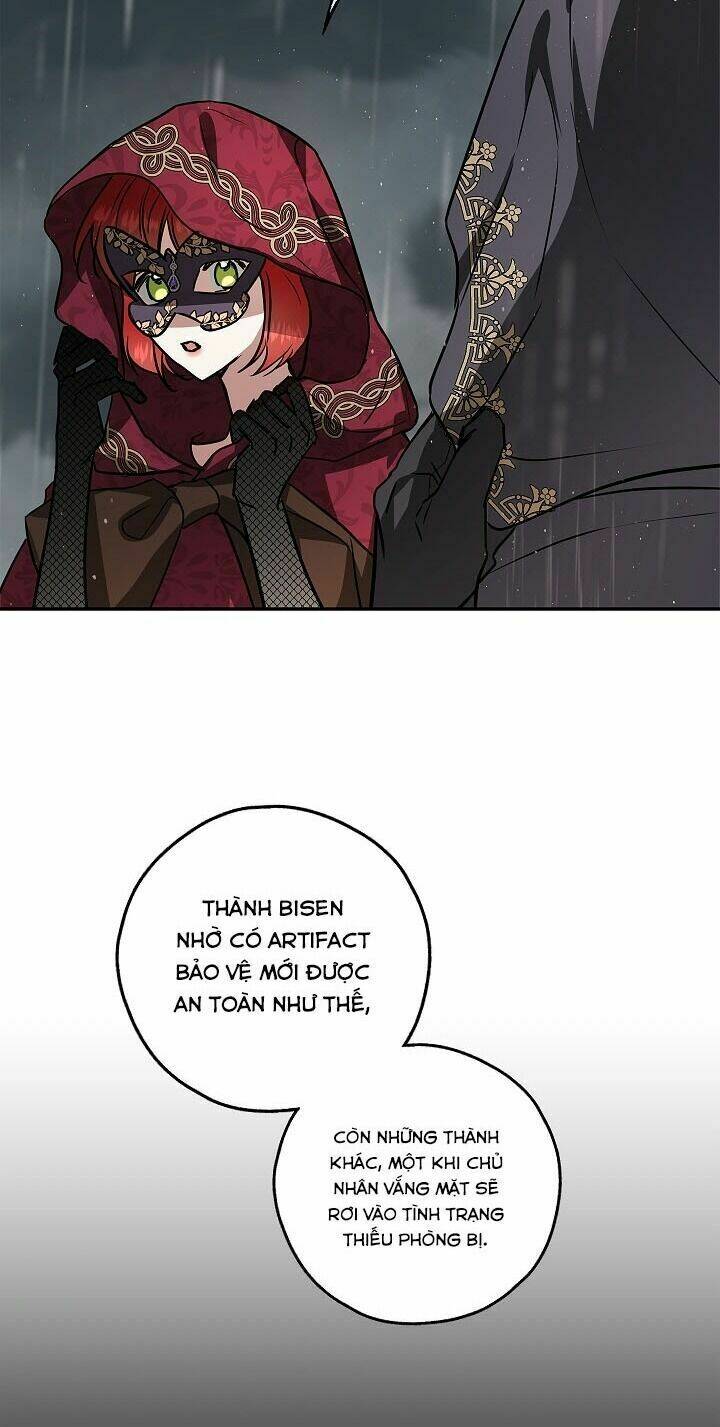 THÀNH BISEN
NHỜ CÓ ARTIFACT
BẢO VỆ MỚI ĐƯỢC
AN TOÀN NHƯ THẾ,
CÒN NHỮNG THÀNH
KHÁC, MỘT KHI CHỦ
NHÂN VẮNG MẶT SẼ
RƠI VÀO TÌNH TRẠNG
THIẾU PHÒNG BỊ.